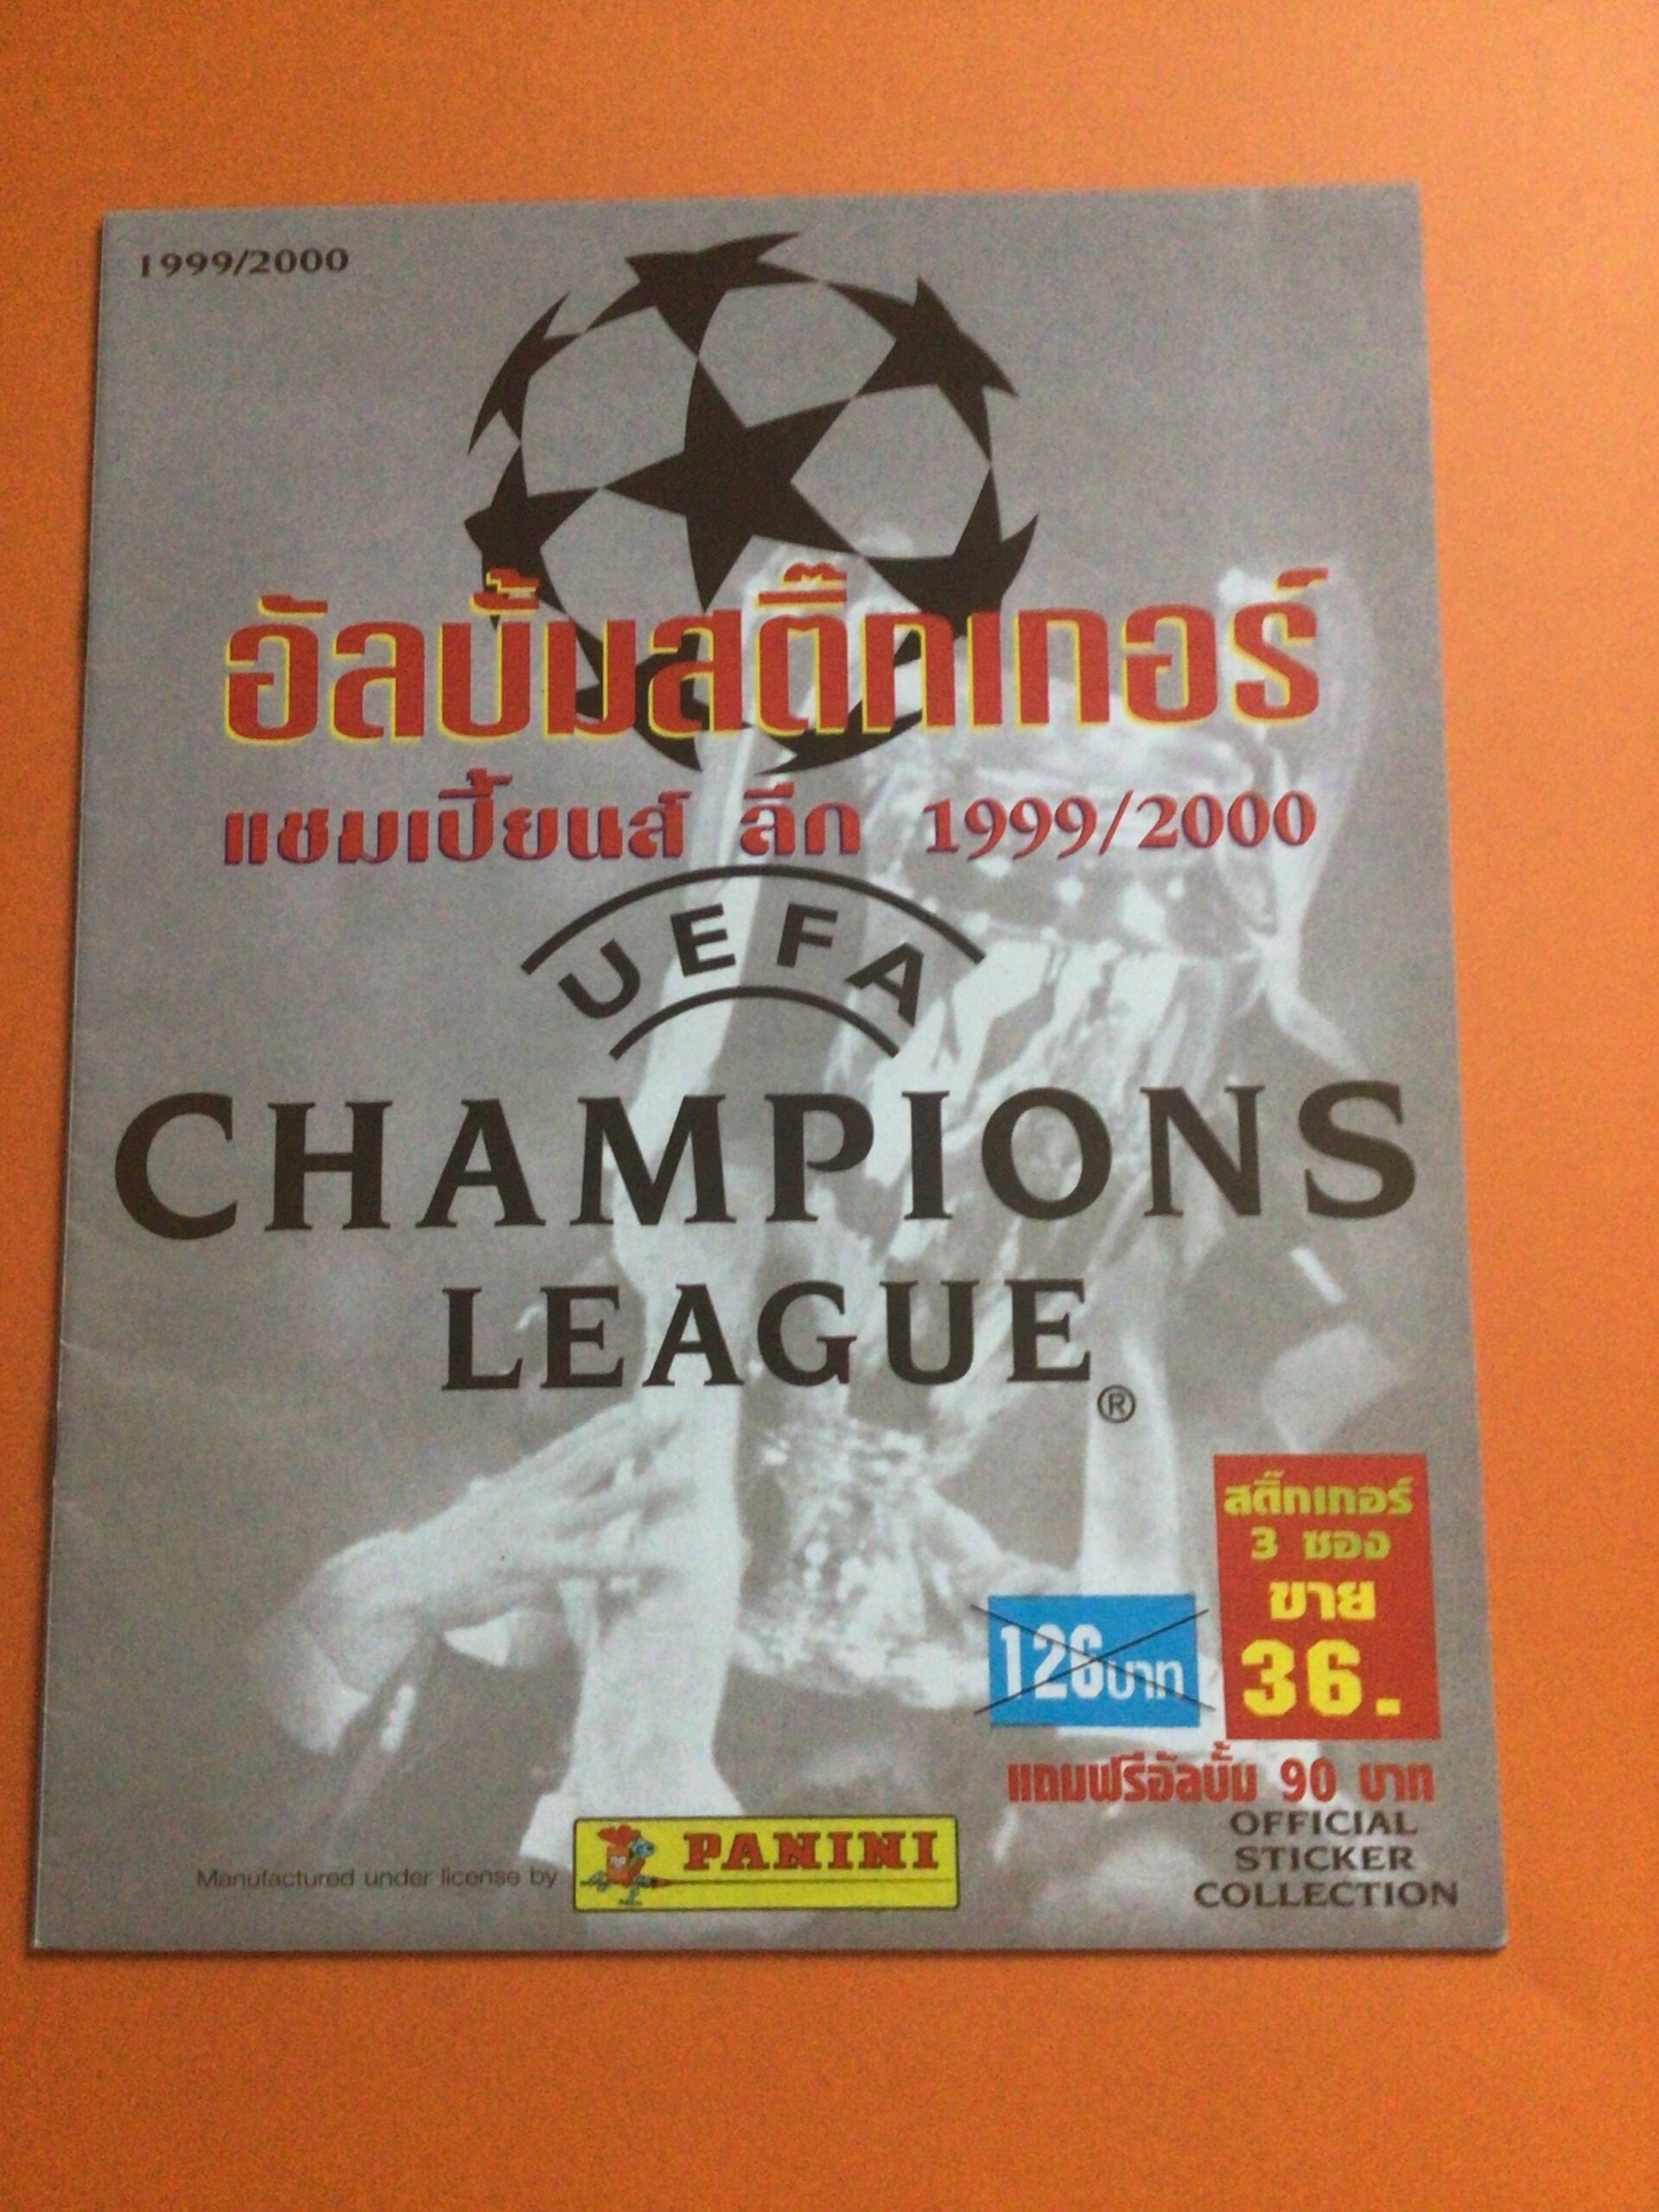 1999/2000
อัลบั้มสติ๊กเกอร์
แชมเปี้ยนส์ ลีก 1999/2000
UEFA
CHAMPIONS
LEAGUE®
สติ๊กเกอร์
3 ซอง
ขาย
36.
126บาท
แถมฟรีอัลบั้ม 90 บาท
OFFICIAL
STICKER
COLLECTION
Manufactured under license by
PANINI